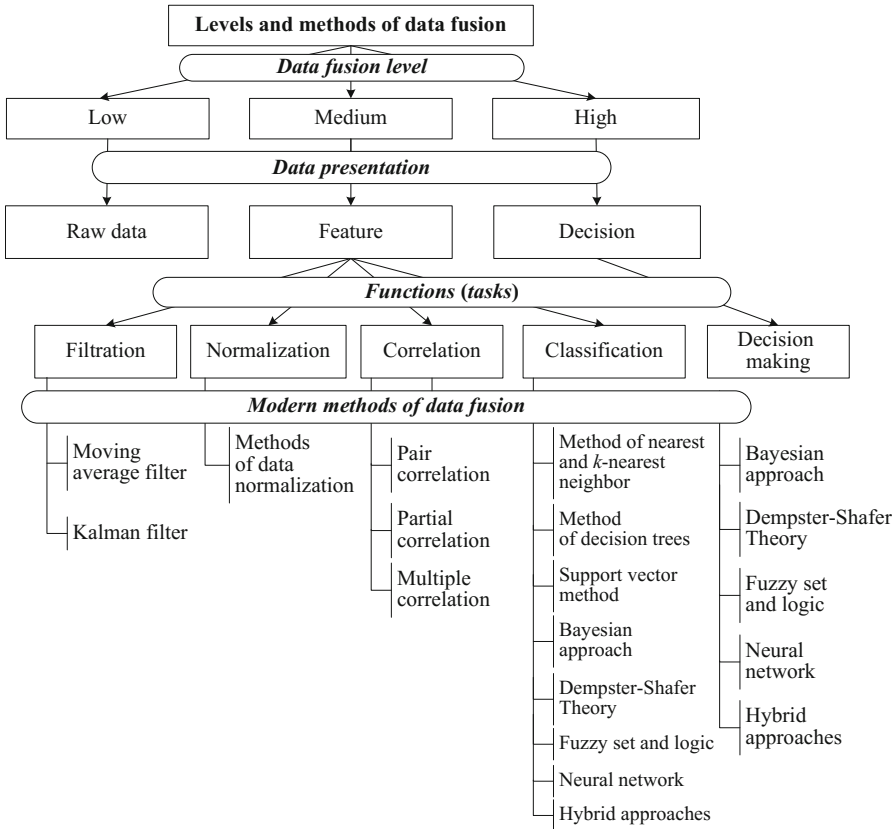 Levels and methods of data fusion
Data fusion level
Low
Medium
High
Data presentation
Raw data
Feature
Decision
Functions (tasks)
Filtration
Normalization
Correlation
Classification
Decision
making
Modern methods of data fusion
Moving
average filter
Kalman filter
Methods
of data
normalization
Pair
correlation
Partial
correlation
Multiple
correlation
Method of nearest
and k-nearest
neighbor
Method
of decision trees
Support vector
method
Bayesian
approach
Dempster-Shafer
Theory
Fuzzy set and logic
Neural network
Hybrid approaches
Bayesian
approach
Dempster-Shafer
Theory
Fuzzy set
and logic
Neural
network
Hybrid
approaches